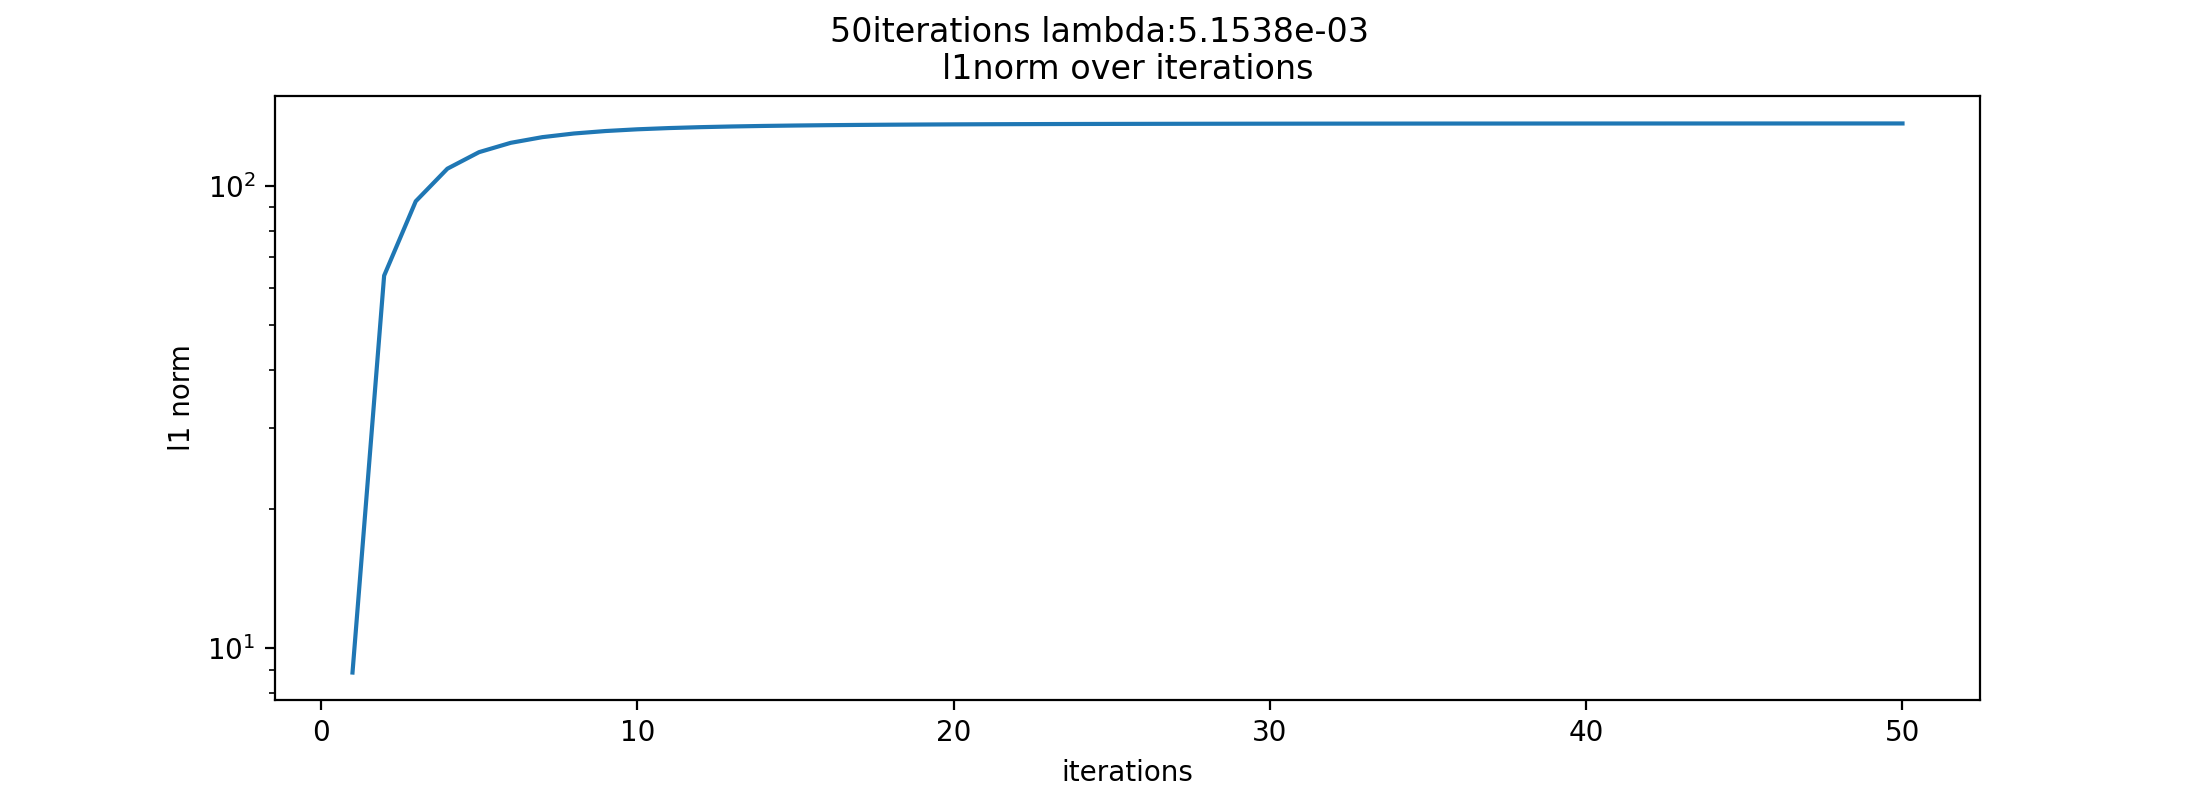 50iterations lambda:5.1538e-03
l1norm over iterations
l1 norm
10²
10¹
0 10 20 30 40 50
iterations